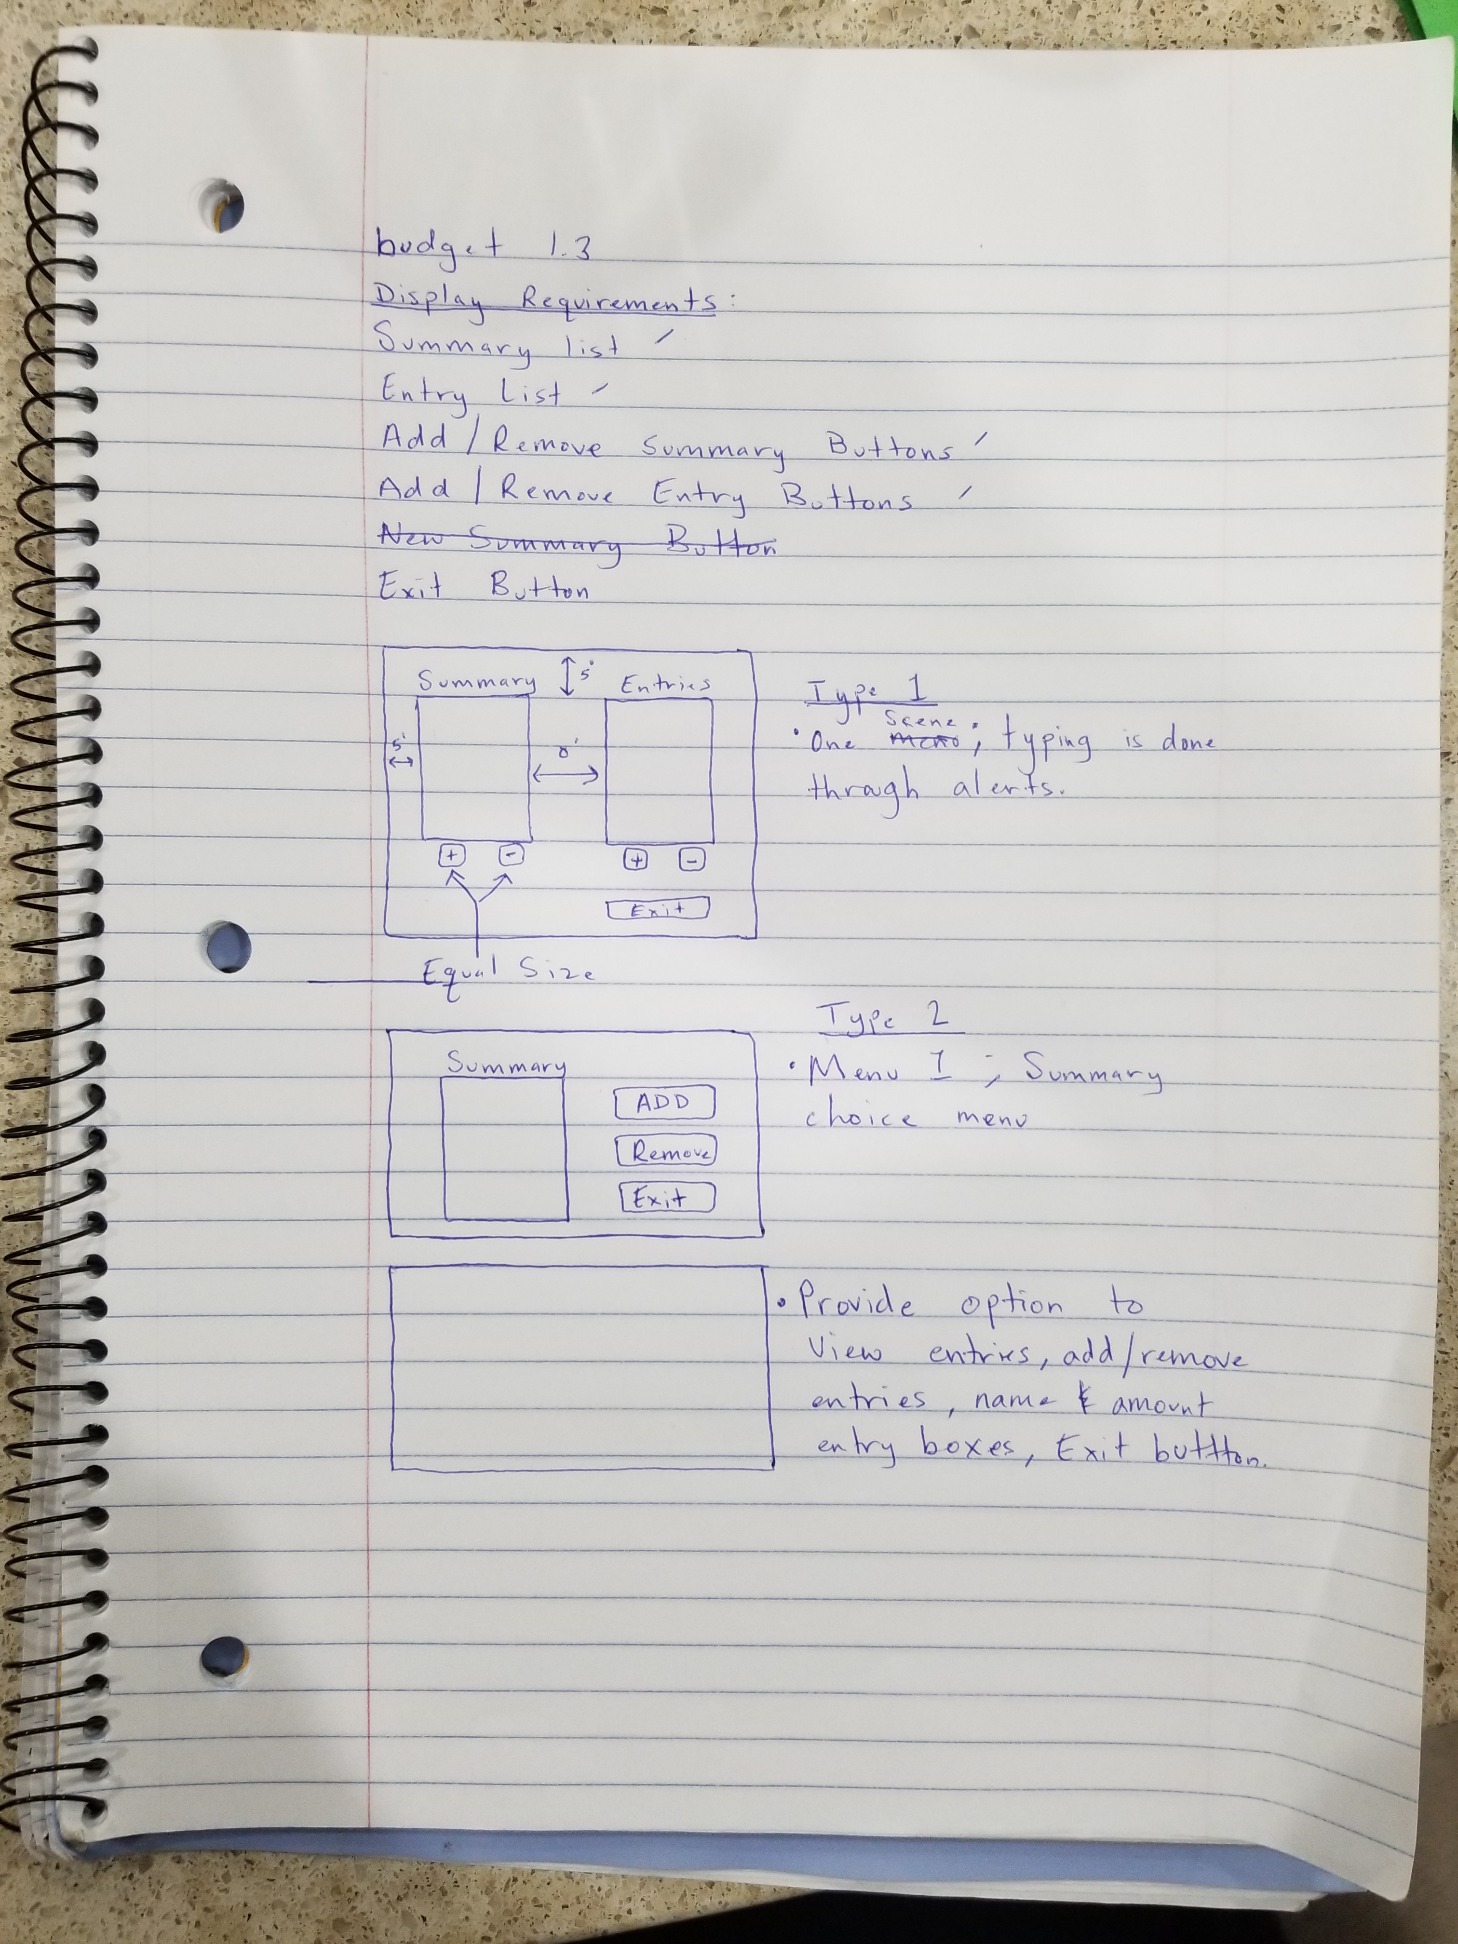 budget 1.3
Display Requirements:
Summary list ✓
Entry List ✓
Add / Remove Summary Buttons ✓
Add / Remove Entry Buttons ✓
New Summary Button
Exit Button
Summary 5' Entries
5'
+ - + -
Exit
Equal Size
Type 1
Scene
• One Menu; typing is done
through alerts.
Type 2
• Menu I ; Summary
choice menu
Summary
ADD
Remove
Exit
• Provide option to
View entries, add/remove
entries, name & amount
entry boxes, Exit buttton.